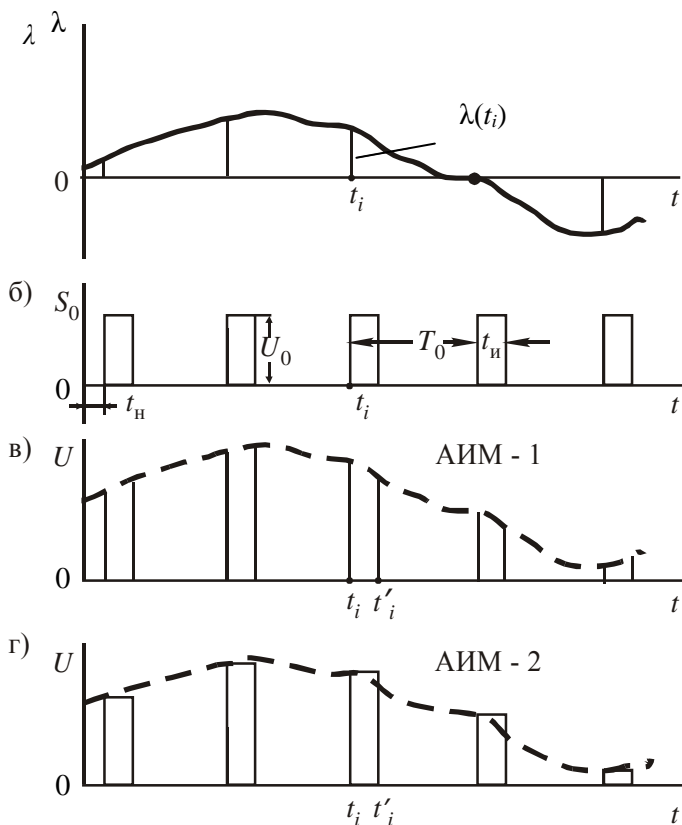 λ λ
λ(tᵢ)
0
tᵢ t
б)
S₀
U₀ T₀ tи
0
tн tᵢ t
в) U АИМ - 1
0
tᵢ t′ᵢ t
г) U АИМ - 2
0
tᵢ t′ᵢ t